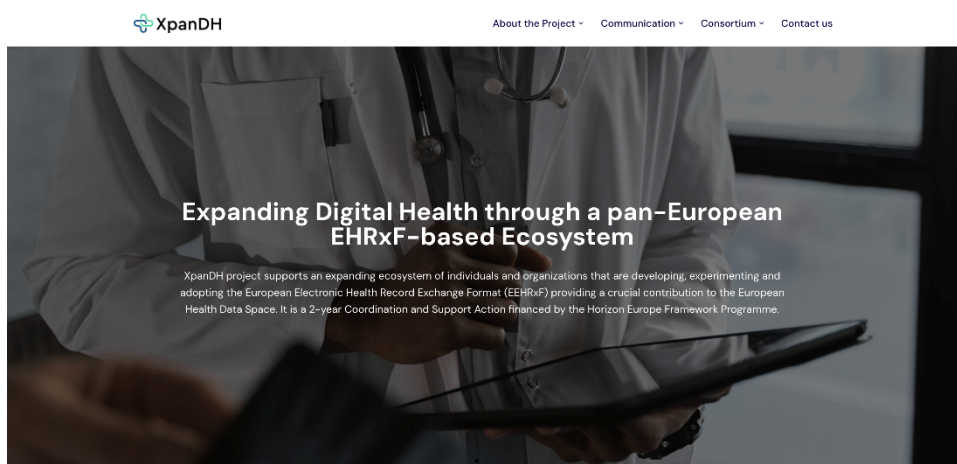 XpanDH
About the Project
Communication
Consortium
Contact us
Expanding Digital Health through a pan-European
EHRxF-based Ecosystem
XpanDH project supports an expanding ecosystem of individuals and organizations that are developing, experimenting and
adopting the European Electronic Health Record Exchange Format (EEHRxF) providing a crucial contribution to the European
Health Data Space. It is a 2-year Coordination and Support Action financed by the Horizon Europe Framework Programme.